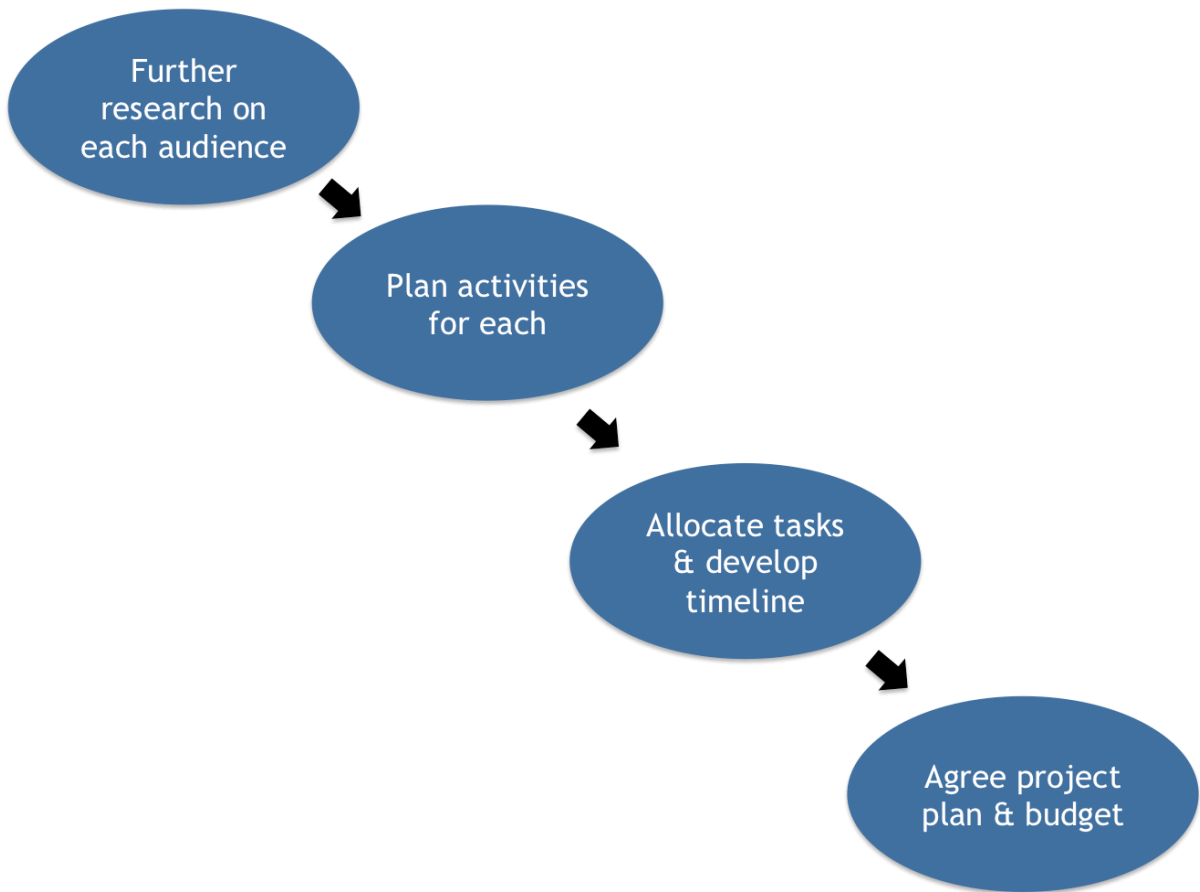 Further
research on
each audience
Plan activities
for each
Allocate tasks
& develop
timeline
Agree project
plan & budget